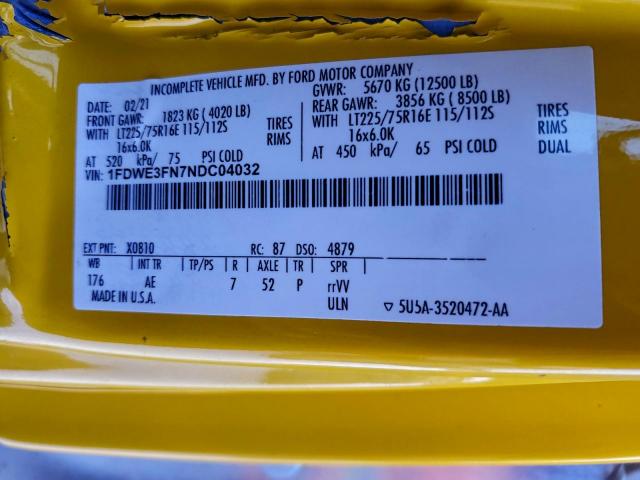 INCOMPLETE VEHICLE MFD. BY FORD MOTOR COMPANY
DATE: 02/21 GVWR: 5670 KG (12500 LB)
FRONT GAWR: 1823 KG (4020 LB) REAR GAWR: 3856 KG (8500 LB)
WITH LT225/75R16E 115/112S TIRES WITH LT225/75R16E 115/112S TIRES
16x6.0K RIMS 16x6.0K RIMS
AT 520 kPa/ 75 PSI COLD AT 450 kPa/ 65 PSI COLD DUAL
VIN: 1FDWE3FN7NDC04032
EXT PNT: X0810 RC: 87 DSO: 4879
WB INT TR TP/PS R AXLE TR SPR
176 AE 7 52 P rrVV
MADE IN U.S.A. ULN ▽ 5U5A-3520472-AA